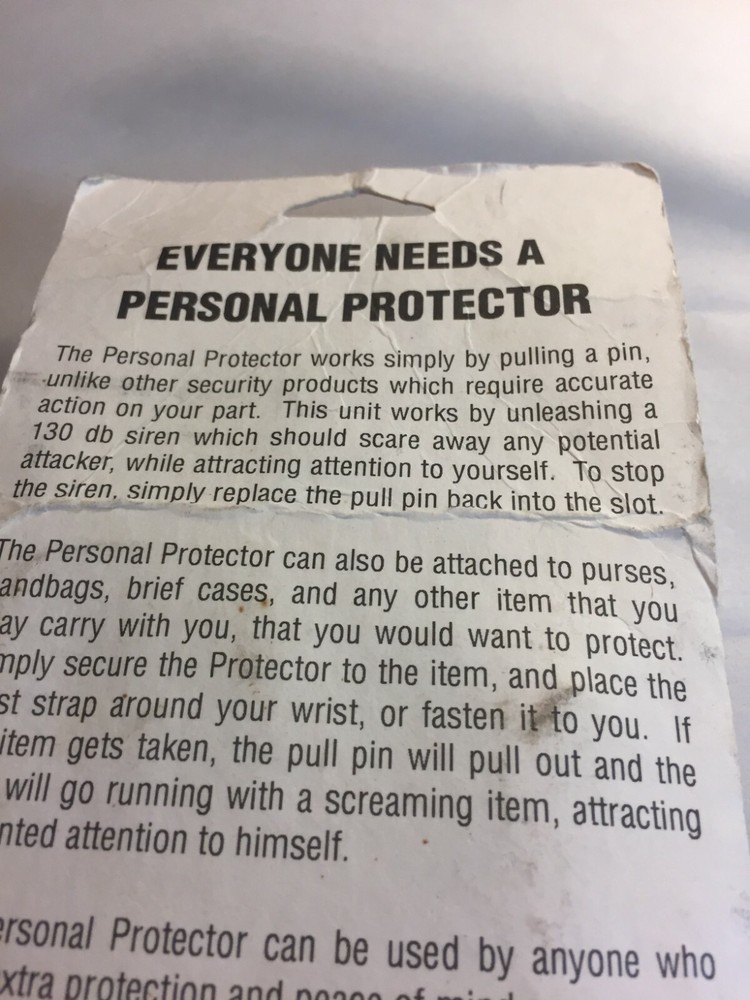 EVERYONE NEEDS A
PERSONAL PROTECTOR
The Personal Protector works simply by pulling a pin,
unlike other security products which require accurate
action on your part. This unit works by unleashing a
130 db siren which should scare away any potential
attacker, while attracting attention to yourself. To stop
the siren, simply replace the pull pin back into the slot.
The Personal Protector can also be attached to purses,
andbags, brief cases, and any other item that you
ay carry with you, that you would want to protect.
mply secure the Protector to the item, and place the
st strap around your wrist, or fasten it to you. If
item gets taken, the pull pin will pull out and the
will go running with a screaming item, attracting
nted attention to himself.
ersonal Protector can be used by anyone who
xtra protection and peace of mind.